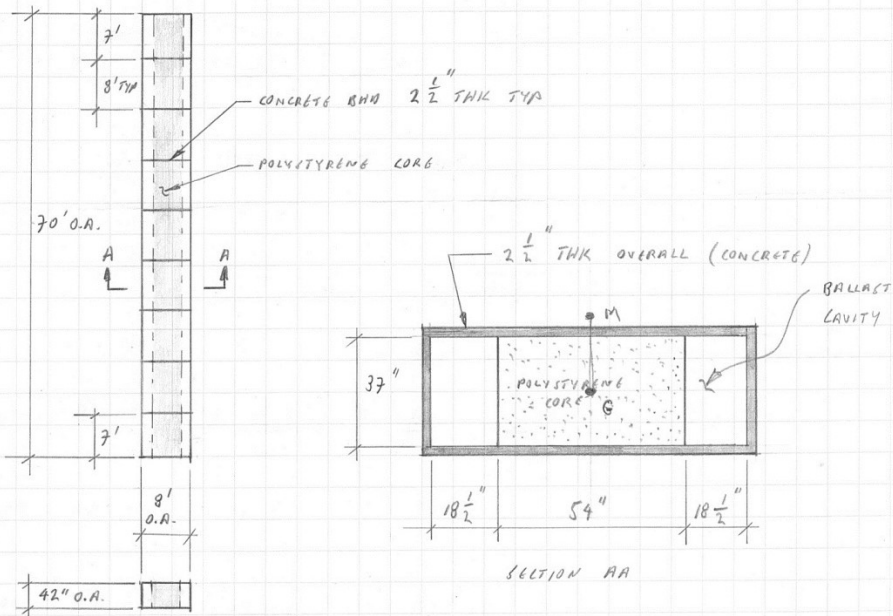 7'
8' TYP
CONCRETE BHD 2 1/2" THK TYP
POLYSTYRENE CORE
70' O.A.
A A
7'
8'
O.A.
42" O.A.
2 1/2" THK OVERALL (CONCRETE)
BALLAST
CAVITY
M
37"
POLYSTYRENE
CORE
G
18 1/2" 54" 18 1/2"
SECTION AA